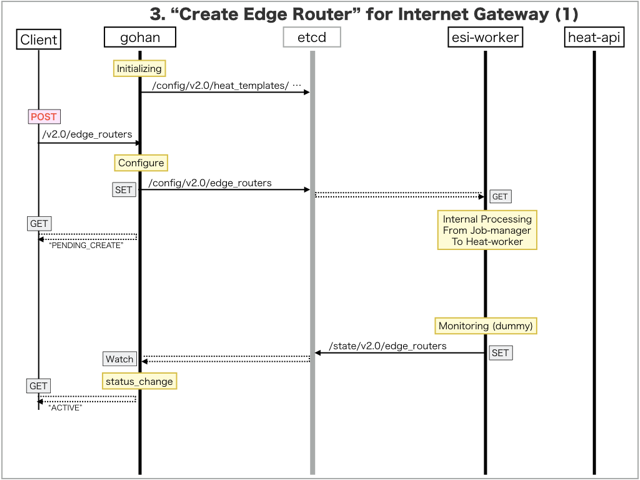 3. “Create Edge Router” for Internet Gateway (1)
Client
gohan
etcd
esi-worker
heat-api
Initializing
/config/v2.0/heat_templates/ …
POST
/v2.0/edge_routers
Configure
SET
/config/v2.0/edge_routers
GET
Internal Processing
From Job-manager
To Heat-worker
GET
“PENDING_CREATE”
Monitoring (dummy)
/state/v2.0/edge_routers
SET
Watch
status_change
GET
“ACTIVE”